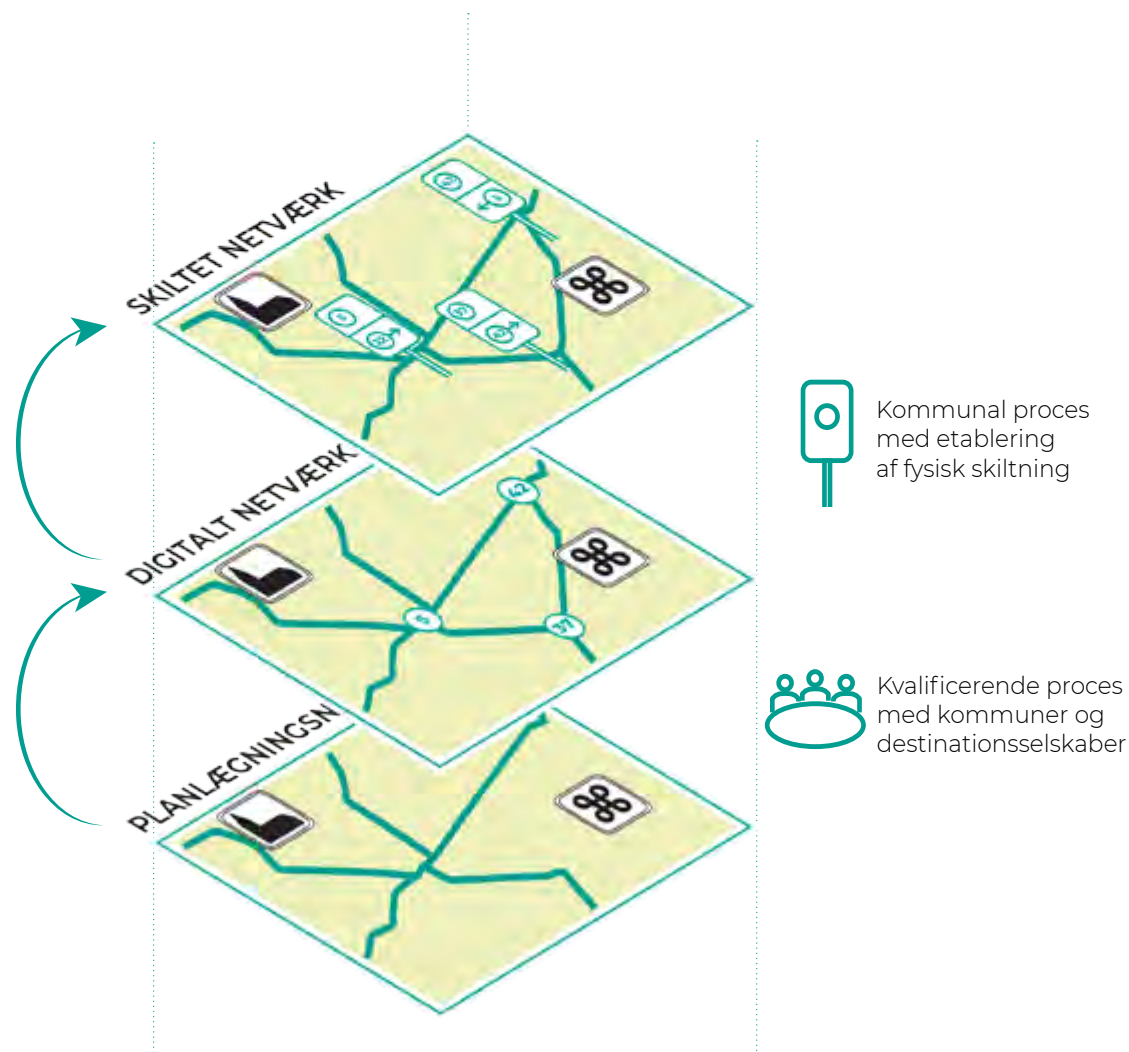 SKILTET NETVÆRK
Kommunal proces
med etablering
af fysisk skiltning
DIGITALT NETVÆRK
42
5
37
Kvalificerende proces
med kommuner og
destinationsselskaber
PLANLÆGNINGSN